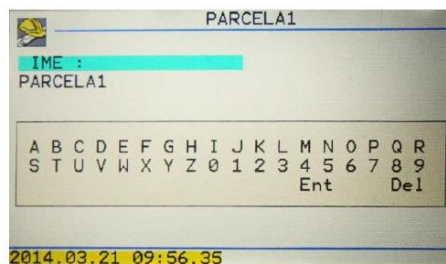 PARCELA1
IME :
PARCELA1
A B C D E F G H I J K L M N O P Q R
S T U V W X Y Z 0 1 2 3 4 5 6 7 8 9
Ent Del
2014.03.21 09:56.35